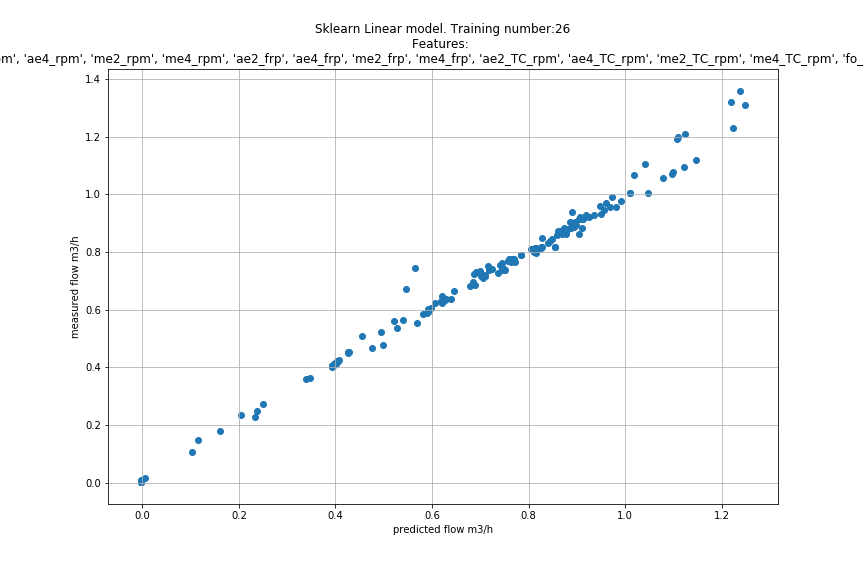 Sklearn Linear model. Training number:26
Features:
'ae4_rpm', 'me2_rpm', 'me4_rpm', 'ae2_frp', 'ae4_frp', 'me2_frp', 'me4_frp', 'ae2_TC_rpm', 'ae4_TC_rpm', 'me2_TC_rpm', 'me4_TC_rpm',
1.4
1.2
1.0
0.8
0.6
0.4
0.2
0.0
measured flow m3/h
0.0 0.2 0.4 0.6 0.8 1.0 1.2
predicted flow m3/h